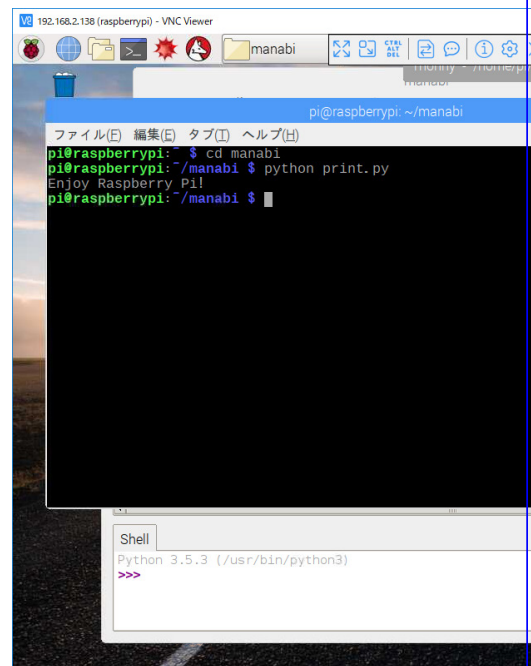 192.168.2.138 (raspberrypi) - VNC Viewer
manabi
CTRL
ALT
DEL
manabi
pi@raspberrypi: ~/manabi
ファイル(F) 編集(E) タブ(T) ヘルプ(H)
pi@raspberrypi:~ $ cd manabi
pi@raspberrypi:~/manabi $ python print.py
Enjoy Raspberry Pi!
pi@raspberrypi:~/manabi $
Shell
Python 3.5.3 (/usr/bin/python3)
>>>